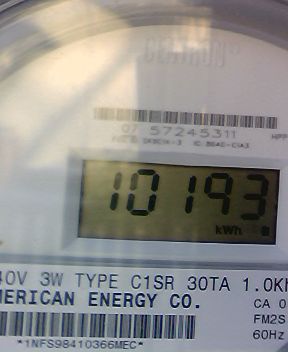 CENTRON
07 57245311
10193
kWh
40V 3W TYPE C1SR 30TA 1.0K
MERICAN ENERGY CO.
CA 0
FM2S
60Hz
*1NFS98410366MEC*